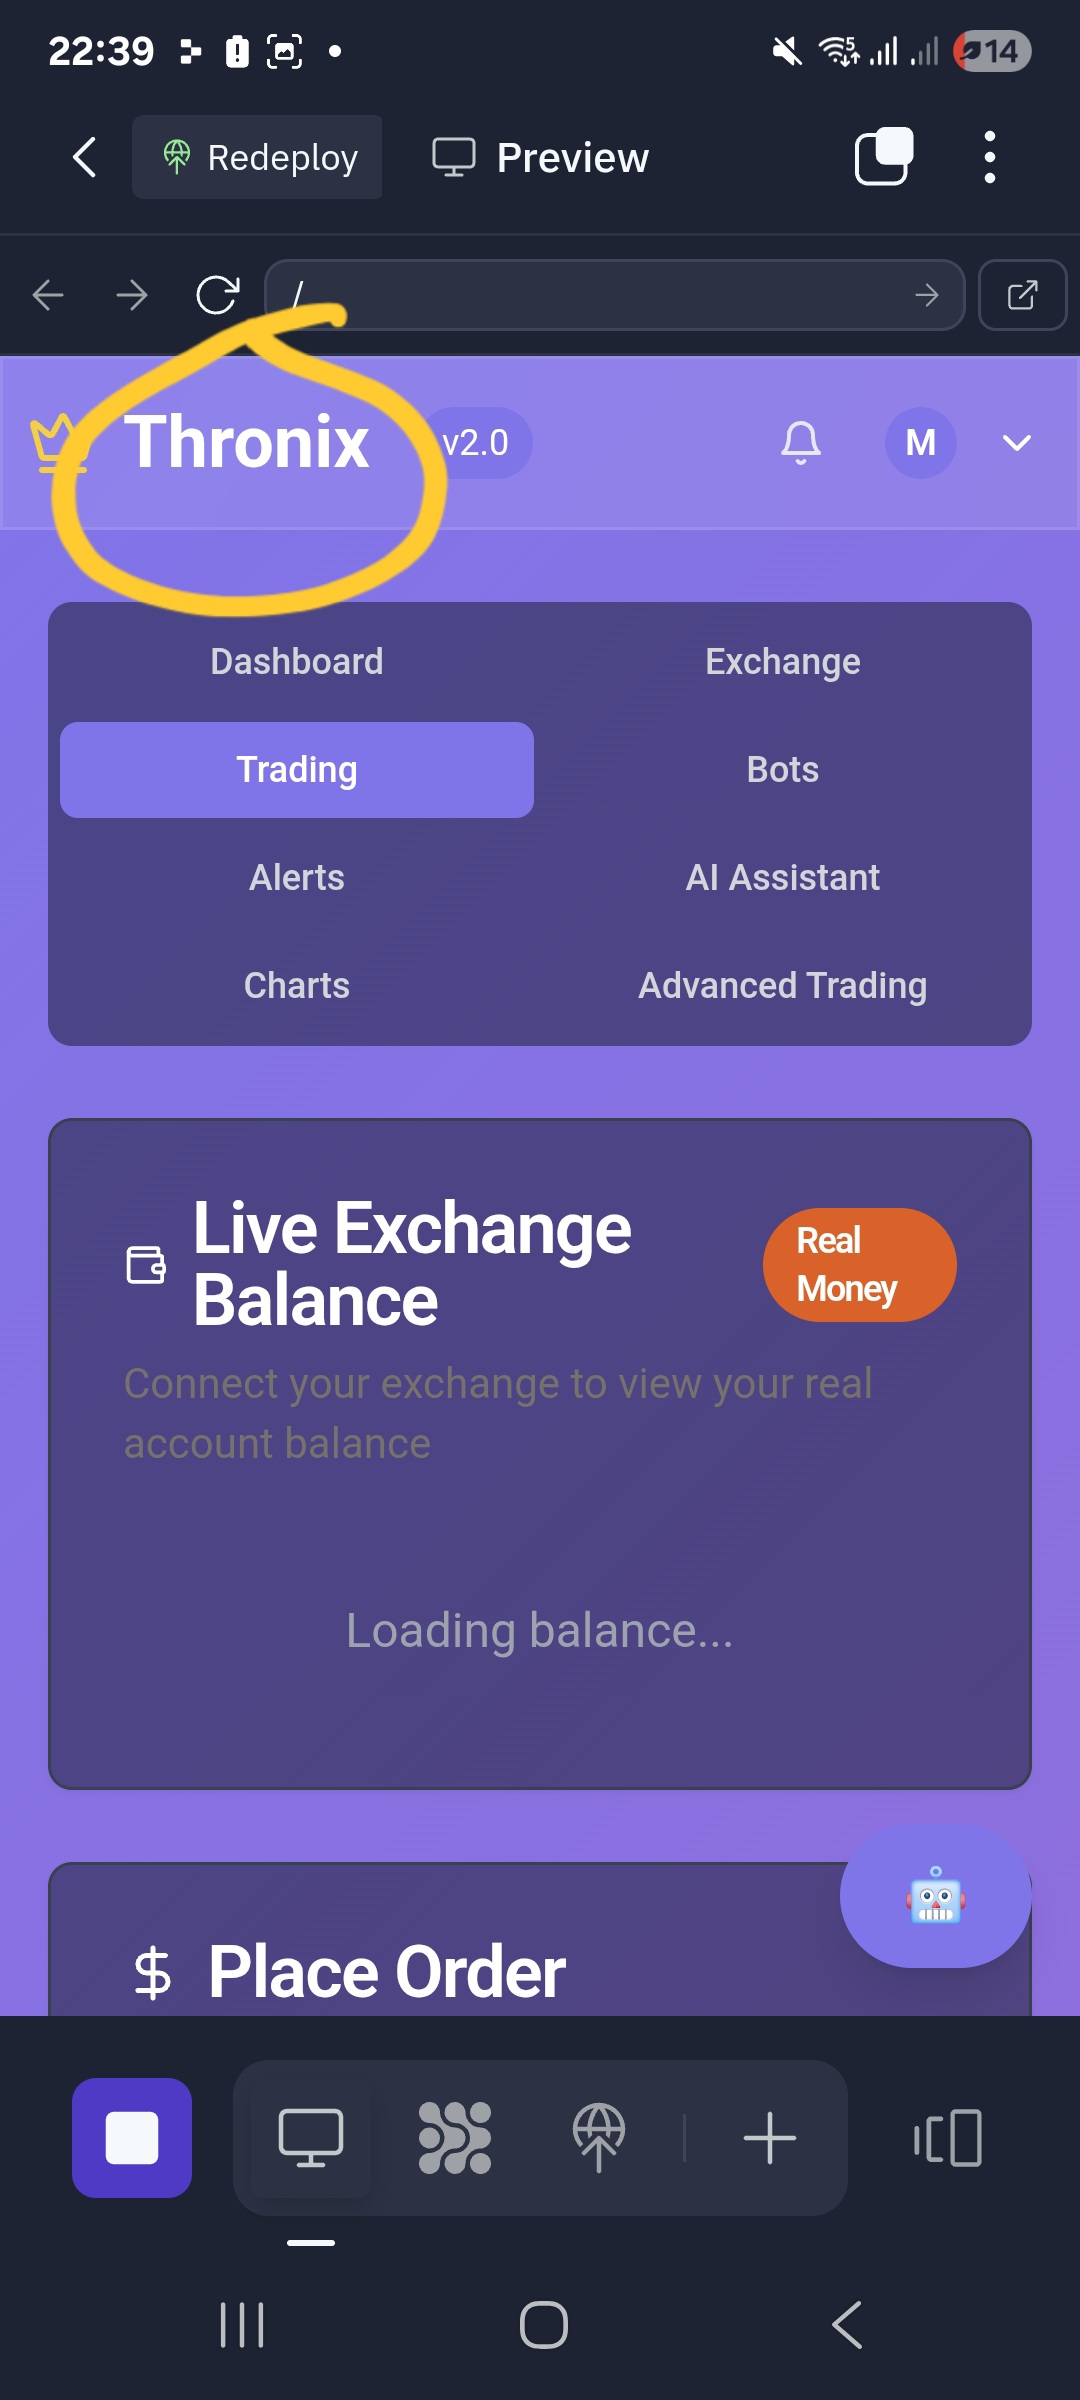 22:39
5
14
Redeploy
Preview
/
Thronix
v2.0
M
Dashboard
Exchange
Trading
Bots
Alerts
AI Assistant
Charts
Advanced Trading
Live Exchange
Balance
Real
Money
Connect your exchange to view your real
account balance
Loading balance...
$ Place Order